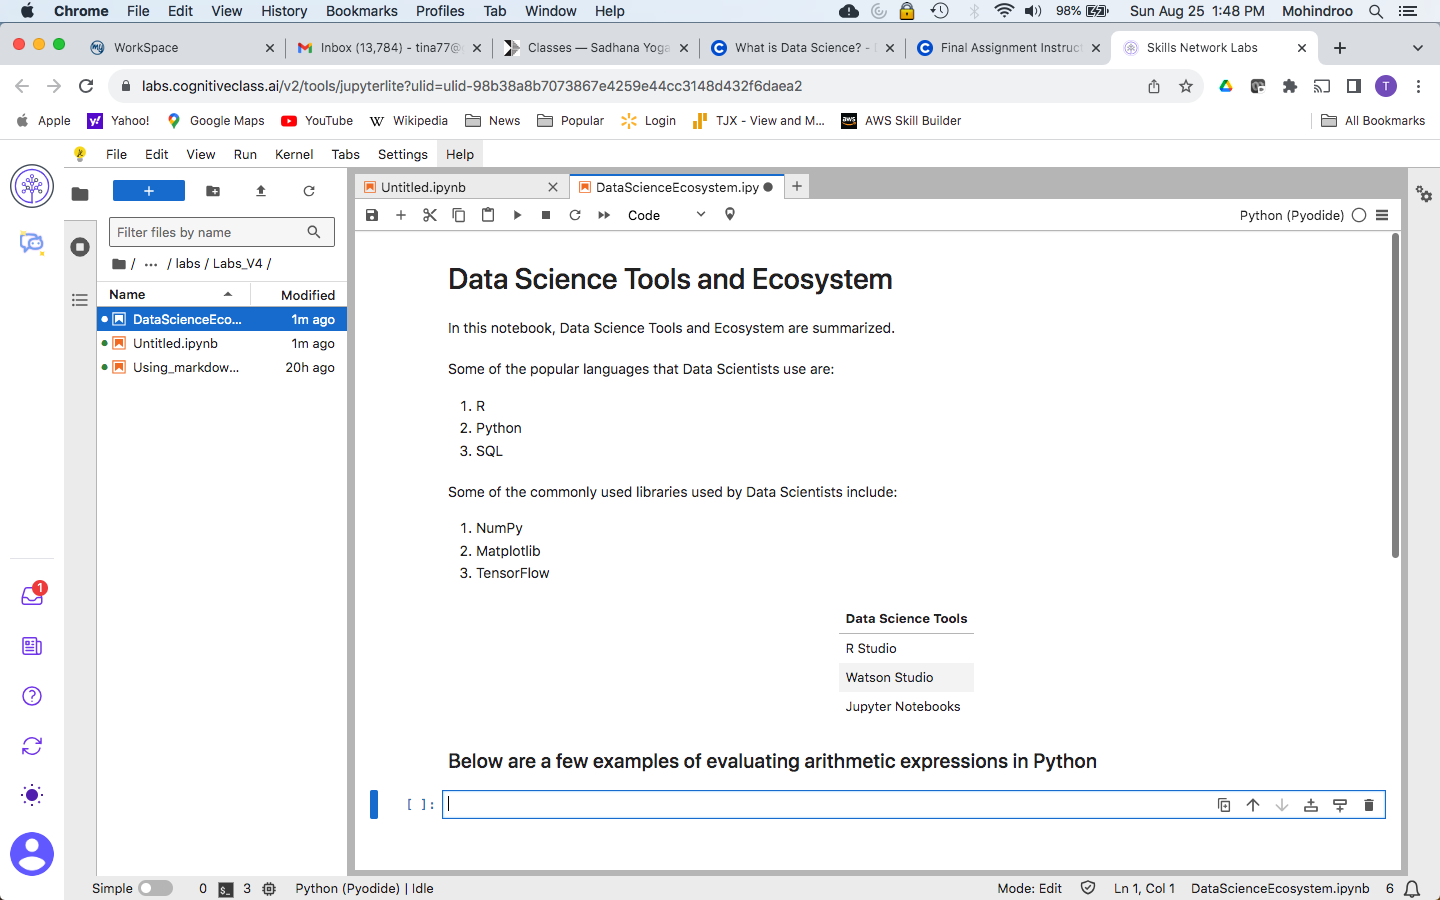 Chrome File Edit View History Bookmarks Profiles Tab Window Help 98% Sun Aug 25 1:48 PM Mohindroo
WorkSpace Inbox (13,784) - tina77@ Classes — Sadhana Yoga What is Data Science? - Final Assignment Instruct Skills Network Labs
labs.cognitiveclass.ai/v2/tools/jupyterlite?ulid=ulid-98b38a8b7073867e4259e44cc3148d432f6daea2 T
Apple Yahoo! Google Maps YouTube Wikipedia News Popular Login TJX - View and M... aws AWS Skill Builder All Bookmarks
File Edit View Run Kernel Tabs Settings Help
Untitled.ipynb DataScienceEcosystem.ipy
Code Python (Pyodide)
Filter files by name
/ ... / labs / Labs_V4 /
Name Modified
DataScienceEco... 1m ago
Untitled.ipynb 1m ago
Using_markdow... 20h ago
Data Science Tools and Ecosystem
In this notebook, Data Science Tools and Ecosystem are summarized.
Some of the popular languages that Data Scientists use are:
1. R
2. Python
3. SQL
Some of the commonly used libraries used by Data Scientists include:
1. NumPy
2. Matplotlib
3. TensorFlow
Data Science Tools
R Studio
Watson Studio
Jupyter Notebooks
Below are a few examples of evaluating arithmetic expressions in Python
[ ]:
1
Simple 0 $_ 3 Python (Pyodide) | Idle Mode: Edit Ln 1, Col 1 DataScienceEcosystem.ipynb 6